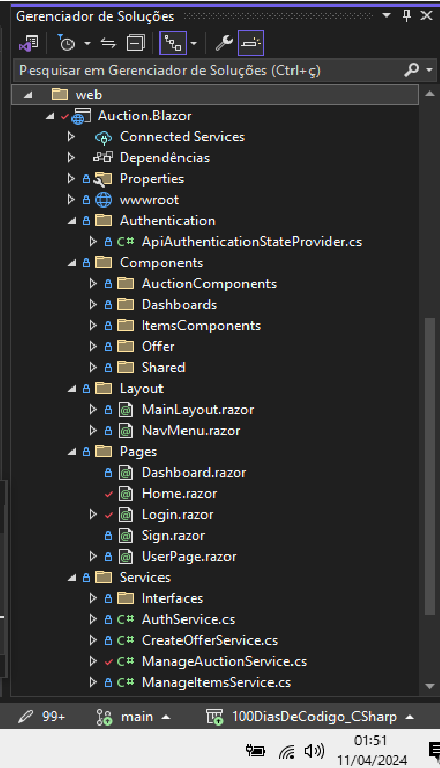 Gerenciador de Soluções
Pesquisar em Gerenciador de Soluções (Ctrl+ç)
web
Auction.Blazor
Connected Services
Dependências
Properties
wwwroot
Authentication
C# ApiAuthenticationStateProvider.cs
Components
AuctionComponents
Dashboards
ItemsComponents
Offer
Shared
Layout
MainLayout.razor
NavMenu.razor
Pages
Dashboard.razor
Home.razor
Login.razor
Sign.razor
UserPage.razor
Services
Interfaces
C# AuthService.cs
C# CreateOfferService.cs
C# ManageAuctionService.cs
C# ManageItemsService.cs
99+ main 100DiasDeCodigo_CSharp
01:51
11/04/2024